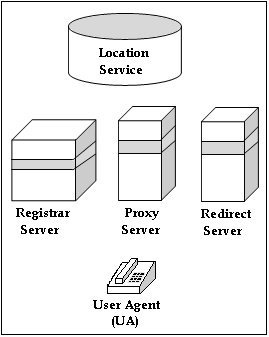 Location
Service
Registrar
Server
Proxy
Server
Redirect
Server
User Agent
(UA)